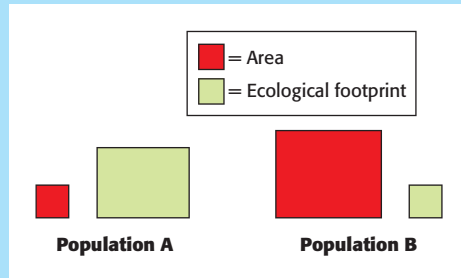 = Area
= Ecological footprint
Population A
Population B